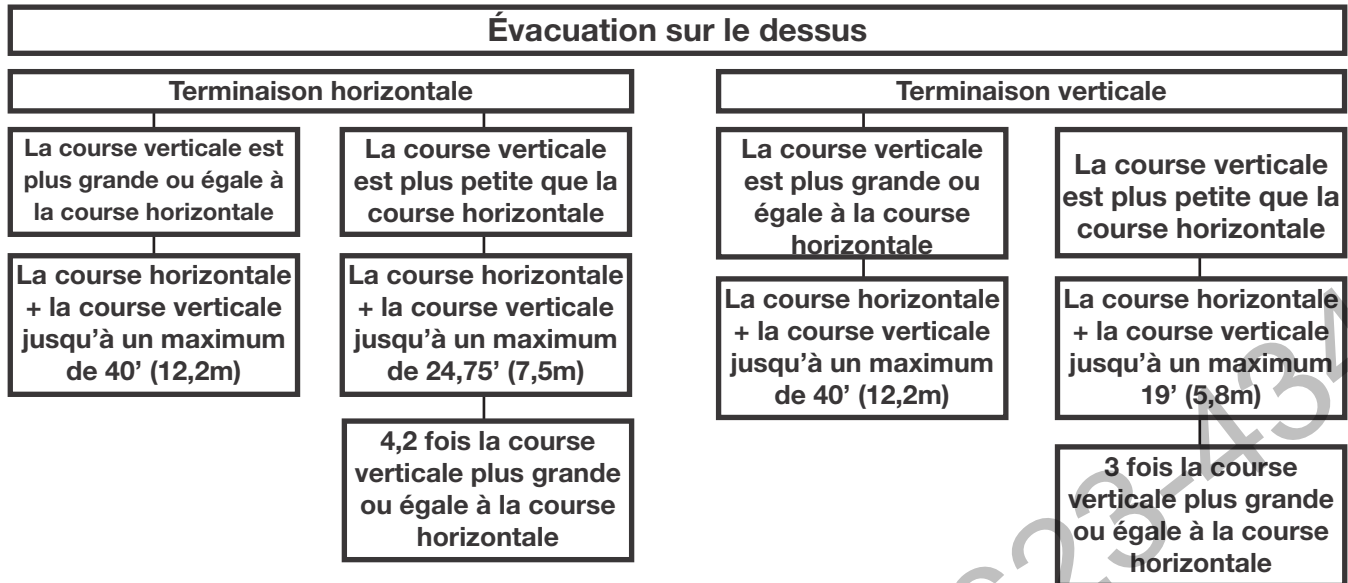 Évacuation sur le dessus
Terminaison horizontale
La course verticale est
plus grande ou égale à
la course horizontale
La course horizontale
+ la course verticale
jusqu'à un maximum
de 40’ (12,2m)
La course verticale
est plus petite que la
course horizontale
La course horizontale
+ la course verticale
jusqu'à un maximum
de 24,75’ (7,5m)
4,2 fois la course
verticale plus grande
ou égale à la course
horizontale
Terminaison verticale
La course verticale
est plus grande ou
égale à la course
horizontale
La course horizontale
+ la course verticale
jusqu'à un maximum
de 40’ (12,2m)
La course verticale
est plus petite que la
course horizontale
La course horizontale
+ la course verticale
jusqu'à un maximum
19’ (5,8m)
3 fois la course
verticale plus grande
ou égale à la course
horizontale